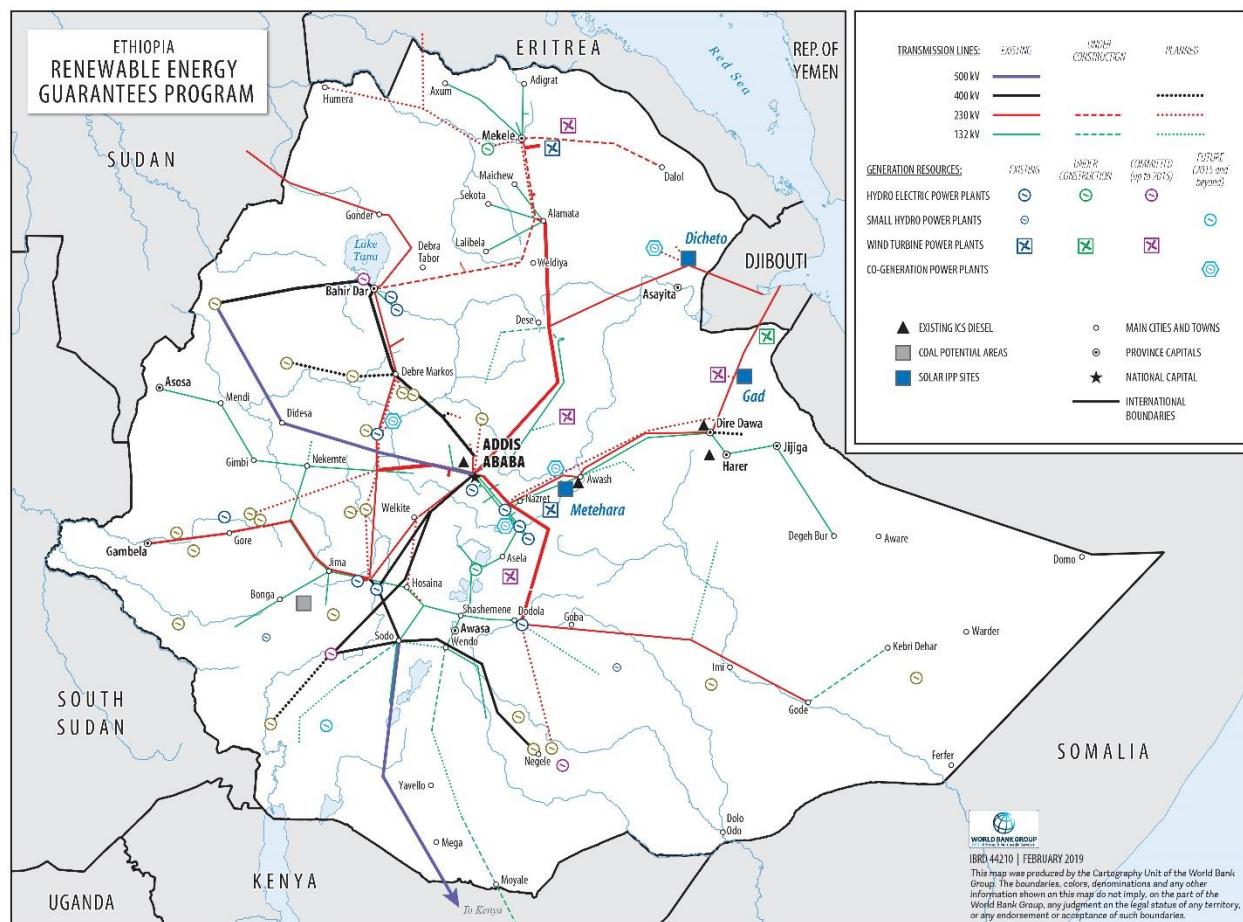 ETHIOPIA
RENEWABLE ENERGY
GUARANTEES PROGRAM
ERITREA
Red Sea
REP. OF
YEMEN
SUDAN
SOUTH
SUDAN
UGANDA
KENYA
To Kenya
SOMALIA
DJIBOUTI
Humera
Axum
Adigrat
Mekele
Dalol
Maichew
Sekota
Alamata
Lalibela
Weldiya
Gonder
Lake
Tana
Debra
Tabor
Bahir Dar
Dicheto
Asayita
Dese
Debre Markos
Asosa
Mendi
Didesa
Gimbi
Nekemte
ADDIS
ABABA
Gad
Dire Dawa
Harer
Jijiga
Awash
Nazret
Metehara
Welkite
Degeh Bur
Aware
Domo
Gambela
Gore
Jima
Bonga
Hosaina
Asela
Shashemene
Dodola
Goba
Awasa
Wendo
Sodo
Imi
Kebri Dehar
Warder
Gode
Ferfer
Negele
Yavello
Mega
Moyale
Dolo
Odo
TRANSMISSION LINES:
EXISTING
UNDER
CONSTRUCTION
PLANNED
500 kV
400 kV
230 kV
132 kV
GENERATION RESOURCES:
EXISTING
UNDER
CONSTRUCTION
COMMITTED
(up to 2015)
FUTURE
(2015 and
beyond)
HYDRO ELECTRIC POWER PLANTS
SMALL HYDRO POWER PLANTS
WIND TURBINE POWER PLANTS
CO-GENERATION POWER PLANTS
EXISTING ICS DIESEL
COAL POTENTIAL AREAS
SOLAR IPP SITES
MAIN CITIES AND TOWNS
PROVINCE CAPITALS
NATIONAL CAPITAL
INTERNATIONAL
BOUNDARIES
WORLD BANK GROUP
IBRD 44210 | FEBRUARY 2019
This map was produced by the Cartography Unit of the World Bank
Group. The boundaries, colors, denominations and any other
information shown on this map do not imply, on the part of the
World Bank Group, any judgment on the legal status of any territory,
or any endorsement or acceptance of such boundaries.